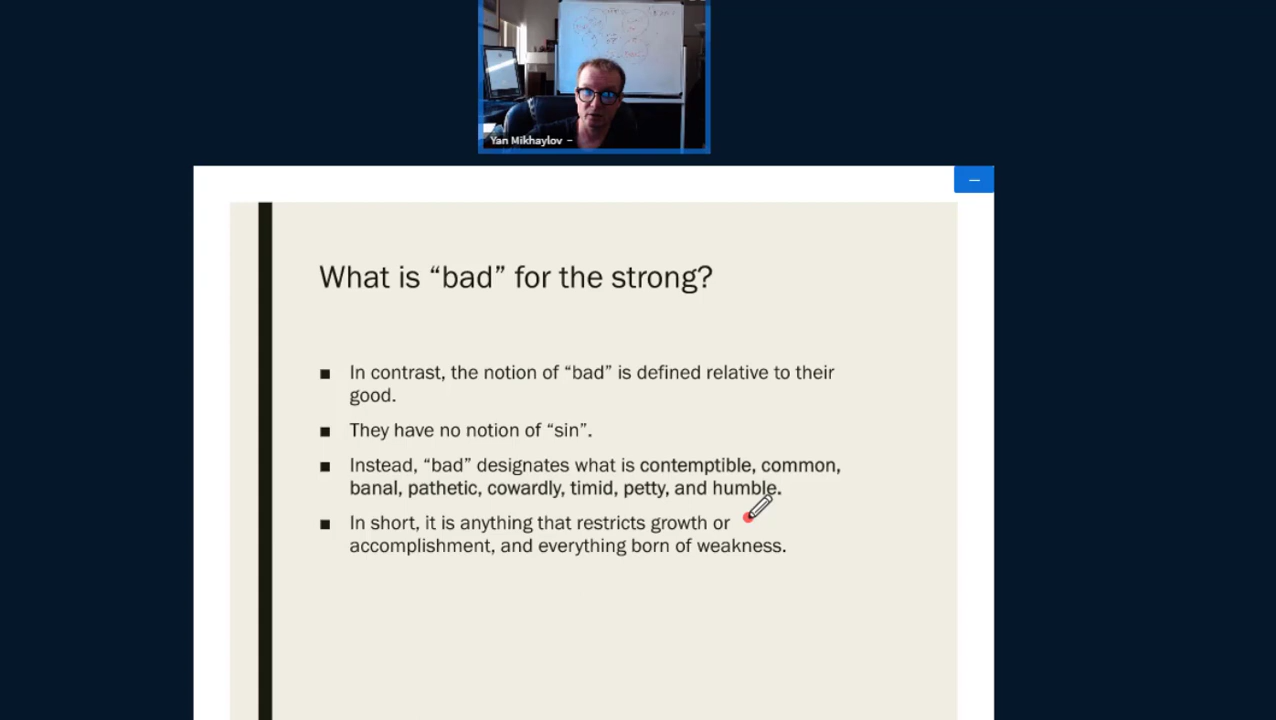 Yan Mikhaylov
What is “bad” for the strong?
■ In contrast, the notion of “bad” is defined relative to their
good.
■ They have no notion of “sin”.
■ Instead, “bad” designates what is contemptible, common,
banal, pathetic, cowardly, timid, petty, and humble.
■ In short, it is anything that restricts growth or
accomplishment, and everything born of weakness.